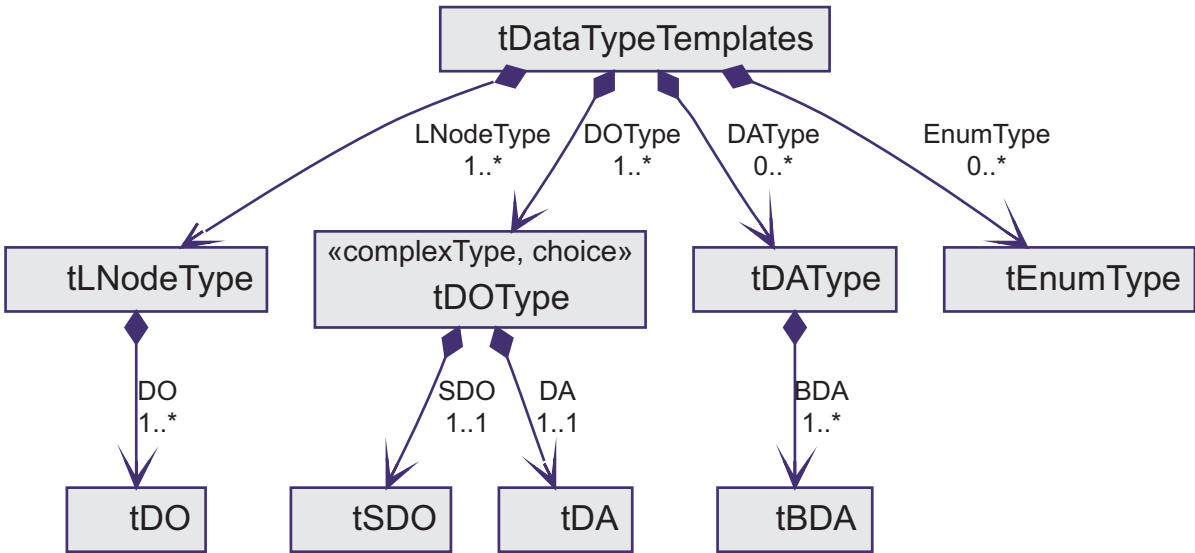 tDataTypeTemplates
LNodeType
1..*
DOType
1..*
DAType
0..*
EnumType
0..*
tLNodeType
«complexType, choice»
tDOType
tDAType
tEnumType
DO
1..*
SDO
1..1
DA
1..1
BDA
1..*
tDO
tSDO
tDA
tBDA